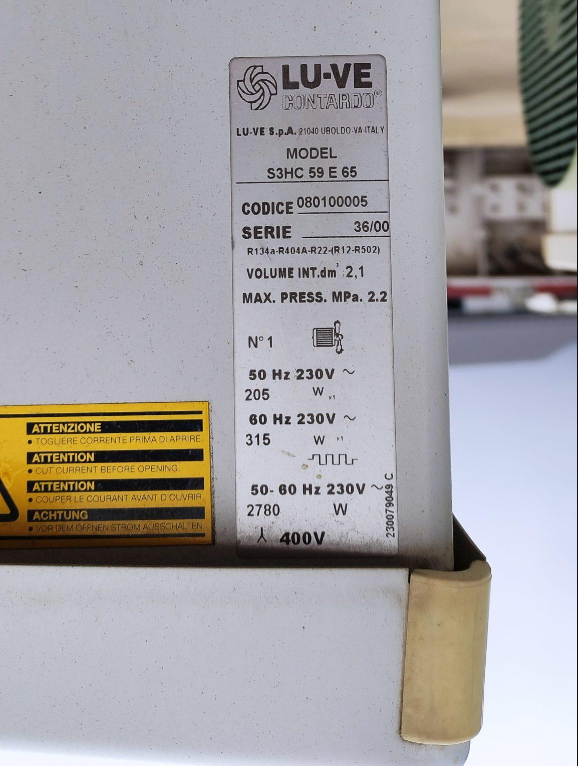 LU-VE
CONTARDO®
LU-VE S.p.A. 21040 UBOLDO-VA-ITALY
MODEL
S3HC 59 E 65
CODICE 080100005
SERIE 36/00
R134a-R404A-R22-(R12-R502)
VOLUME INT.dm³ 2,1
MAX. PRESS. MPa. 2.2
N° 1
50 Hz 230V ~
205 W x1
60 Hz 230V ~
315 W x1
50-60 Hz 230V ~
2780 W
400V
230079049 C
ATTENZIONE
• TOGLIERE CORRENTE PRIMA DI APRIRE.
ATTENTION
• CUT CURRENT BEFORE OPENING.
ATTENTION
• COUPER LE COURANT AVANT D'OUVRIR.
ACHTUNG
• VOR DEM ÖFFNEN STROM AUSSCHALTEN.